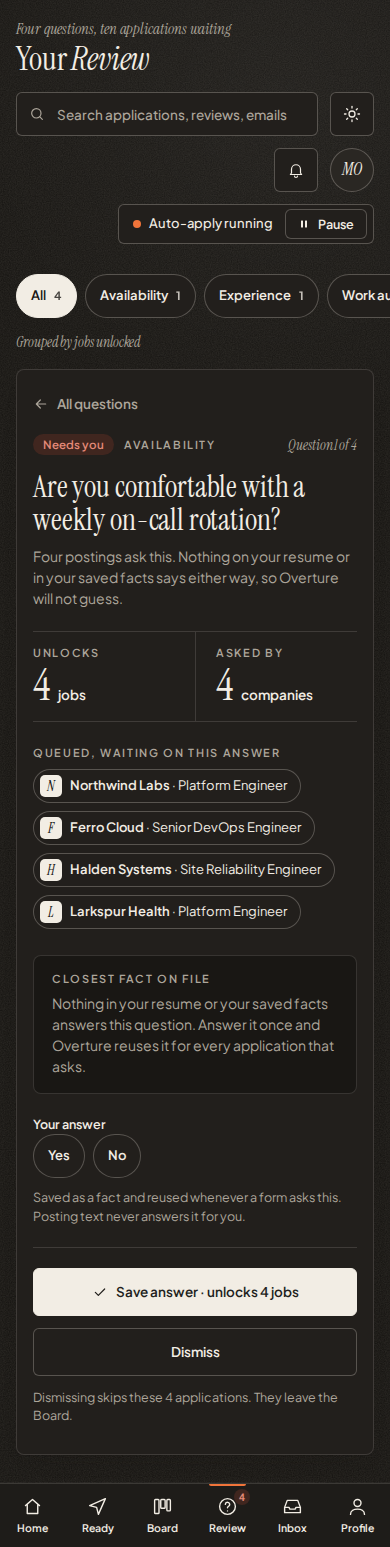 Four questions, ten applications waiting
Your Review
Search applications, reviews, emails
MO
Auto-apply running
Pause
All 4
Availability 1
Experience 1
Work au
Grouped by jobs unlocked
All questions
Needs you
AVAILABILITY
Question 1 of 4
Are you comfortable with a
weekly on-call rotation?
Four postings ask this. Nothing on your resume or
in your saved facts says either way, so Overture
will not guess.
UNLOCKS
4 jobs
ASKED BY
4 companies
QUEUED, WAITING ON THIS ANSWER
N Northwind Labs · Platform Engineer
F Ferro Cloud · Senior DevOps Engineer
H Halden Systems · Site Reliability Engineer
L Larkspur Health · Platform Engineer
CLOSEST FACT ON FILE
Nothing in your resume or your saved facts
answers this question. Answer it once and
Overture reuses it for every application that
asks.
Your answer
Yes
No
Saved as a fact and reused whenever a form asks this.
Posting text never answers it for you.
Save answer · unlocks 4 jobs
Dismiss
Dismissing skips these 4 applications. They leave the
Board.
4
Home
Ready
Board
Review
Inbox
Profile